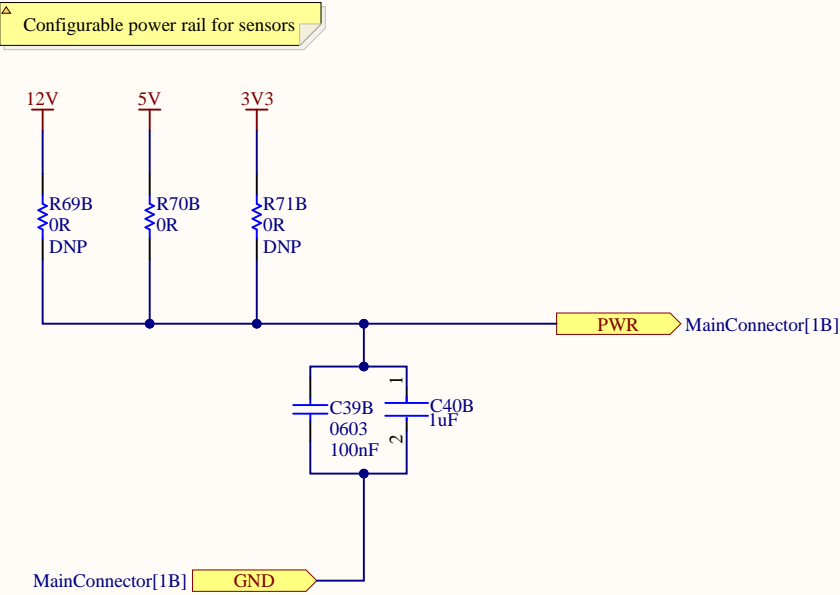 Configurable power rail for sensors
12V
5V
3V3
R69B
0R
DNP
R70B
0R
R71B
0R
DNP
PWR
MainConnector[1B]
C39B
0603
100nF
1
C40B
1uF
2
MainConnector[1B]
GND